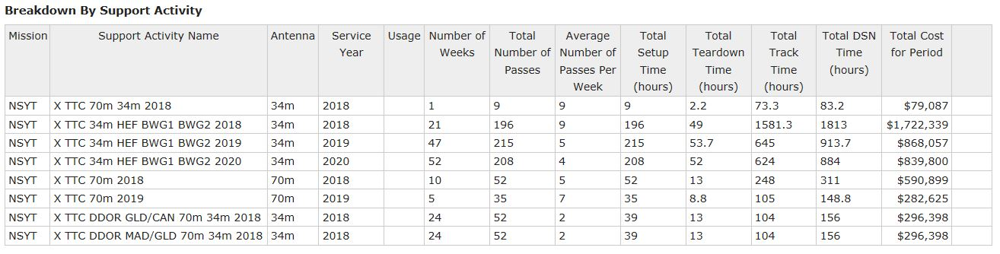 Breakdown By Support Activity
Mission Support Activity Name Antenna Service Year Usage Number of Weeks Total Number of Passes Average Number of Passes Per Week Total Setup Time (hours) Total Teardown Time (hours) Total Track Time (hours) Total DSN Time (hours) Total Cost for Period
NSYT X TTC 70m 34m 2018 34m 2018 1 9 9 9 2.2 73.3 83.2 $79,087
NSYT X TTC 34m HEF BWG1 BWG2 2018 34m 2018 21 196 9 196 49 1581.3 1813 $1,722,339
NSYT X TTC 34m HEF BWG1 BWG2 2019 34m 2019 47 215 5 215 53.7 645 913.7 $868,057
NSYT X TTC 34m HEF BWG1 BWG2 2020 34m 2020 52 208 4 208 52 624 884 $839,800
NSYT X TTC 70m 2018 70m 2018 10 52 5 52 13 248 311 $590,899
NSYT X TTC 70m 2019 70m 2019 5 35 7 35 8.8 105 148.8 $282,625
NSYT X TTC DDOR GLD/CAN 70m 34m 2018 34m 2018 24 52 2 39 13 104 156 $296,398
NSYT X TTC DDOR MAD/GLD 70m 34m 2018 34m 2018 24 52 2 39 13 104 156 $296,398